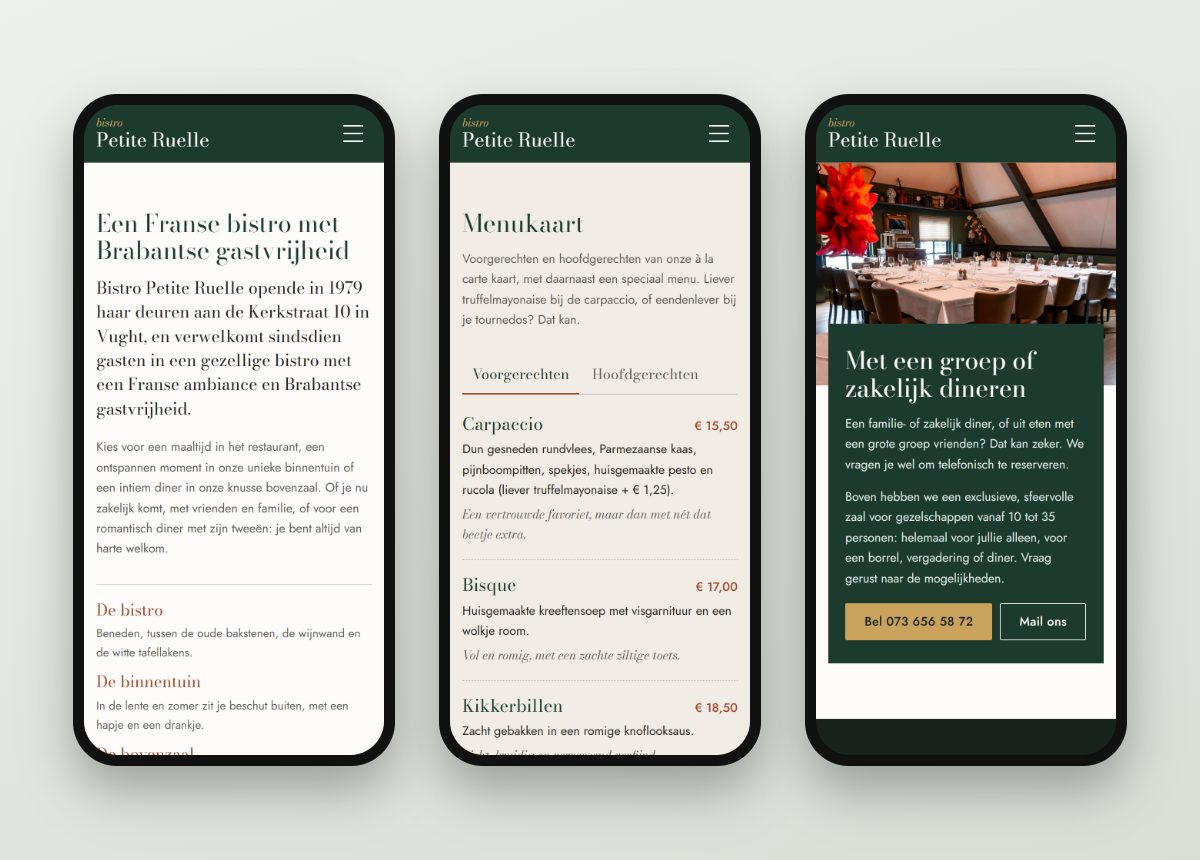 bistro
Petite Ruelle
Een Franse bistro met
Brabantse gastvrijheid
Bistro Petite Ruelle opende in 1979
haar deuren aan de Kerkstraat 10 in
Vught, en verwelkomt sindsdien
gasten in een gezellige bistro met
een Franse ambiance en Brabantse
gastvrijheid.
Kies voor een maaltijd in het restaurant, een
ontspannen moment in onze unieke binnentuin of
een intiem diner in onze knusse bovenzaal. Of je nu
zakelijk komt, met vrienden en familie, of voor een
romantisch diner met zijn tweeën: je bent altijd van
harte welkom.
De bistro
Beneden, tussen de oude bakstenen, de wijnwand en
de witte tafellakens.
De binnentuin
In de lente en zomer zit je beschut buiten, met een
hapje en een drankje.
De bovenzaal
bistro
Petite Ruelle
Menukaart
Voorgerechten en hoofdgerechten van onze à la
carte kaart, met daarnaast een speciaal menu. Liever
truffelmayonaise bij de carpaccio, of eendenlever bij
je tournedos? Dat kan.
Voorgerechten Hoofdgerechten
Carpaccio € 15,50
Dun gesneden rundvlees, Parmezaanse kaas,
pijnboompitten, spekjes, huisgemaakte pesto en
rucola (liever truffelmayonaise + € 1,25).
Een vertrouwde favoriet, maar dan met nét dat
beetje extra.
Bisque € 17,00
Huisgemaakte kreeftensoep met visgarnituur en een
wolkje room.
Vol en romig, met een zachte ziltige toets.
Kikkerbillen € 18,50
Zacht gebakken in een romige knoflooksaus.
bistro
Petite Ruelle
Met een groep of
zakelijk dineren
Een familie- of zakelijk diner, of uit eten met
een grote groep vrienden? Dat kan zeker. We
vragen je wel om telefonisch te reserveren.
Boven hebben we een exclusieve, sfeervolle
zaal voor gezelschappen vanaf 10 tot 35
personen: helemaal voor jullie alleen, voor
een borrel, vergadering of diner. Vraag
gerust naar de mogelijkheden.
Bel 073 656 58 72 Mail ons